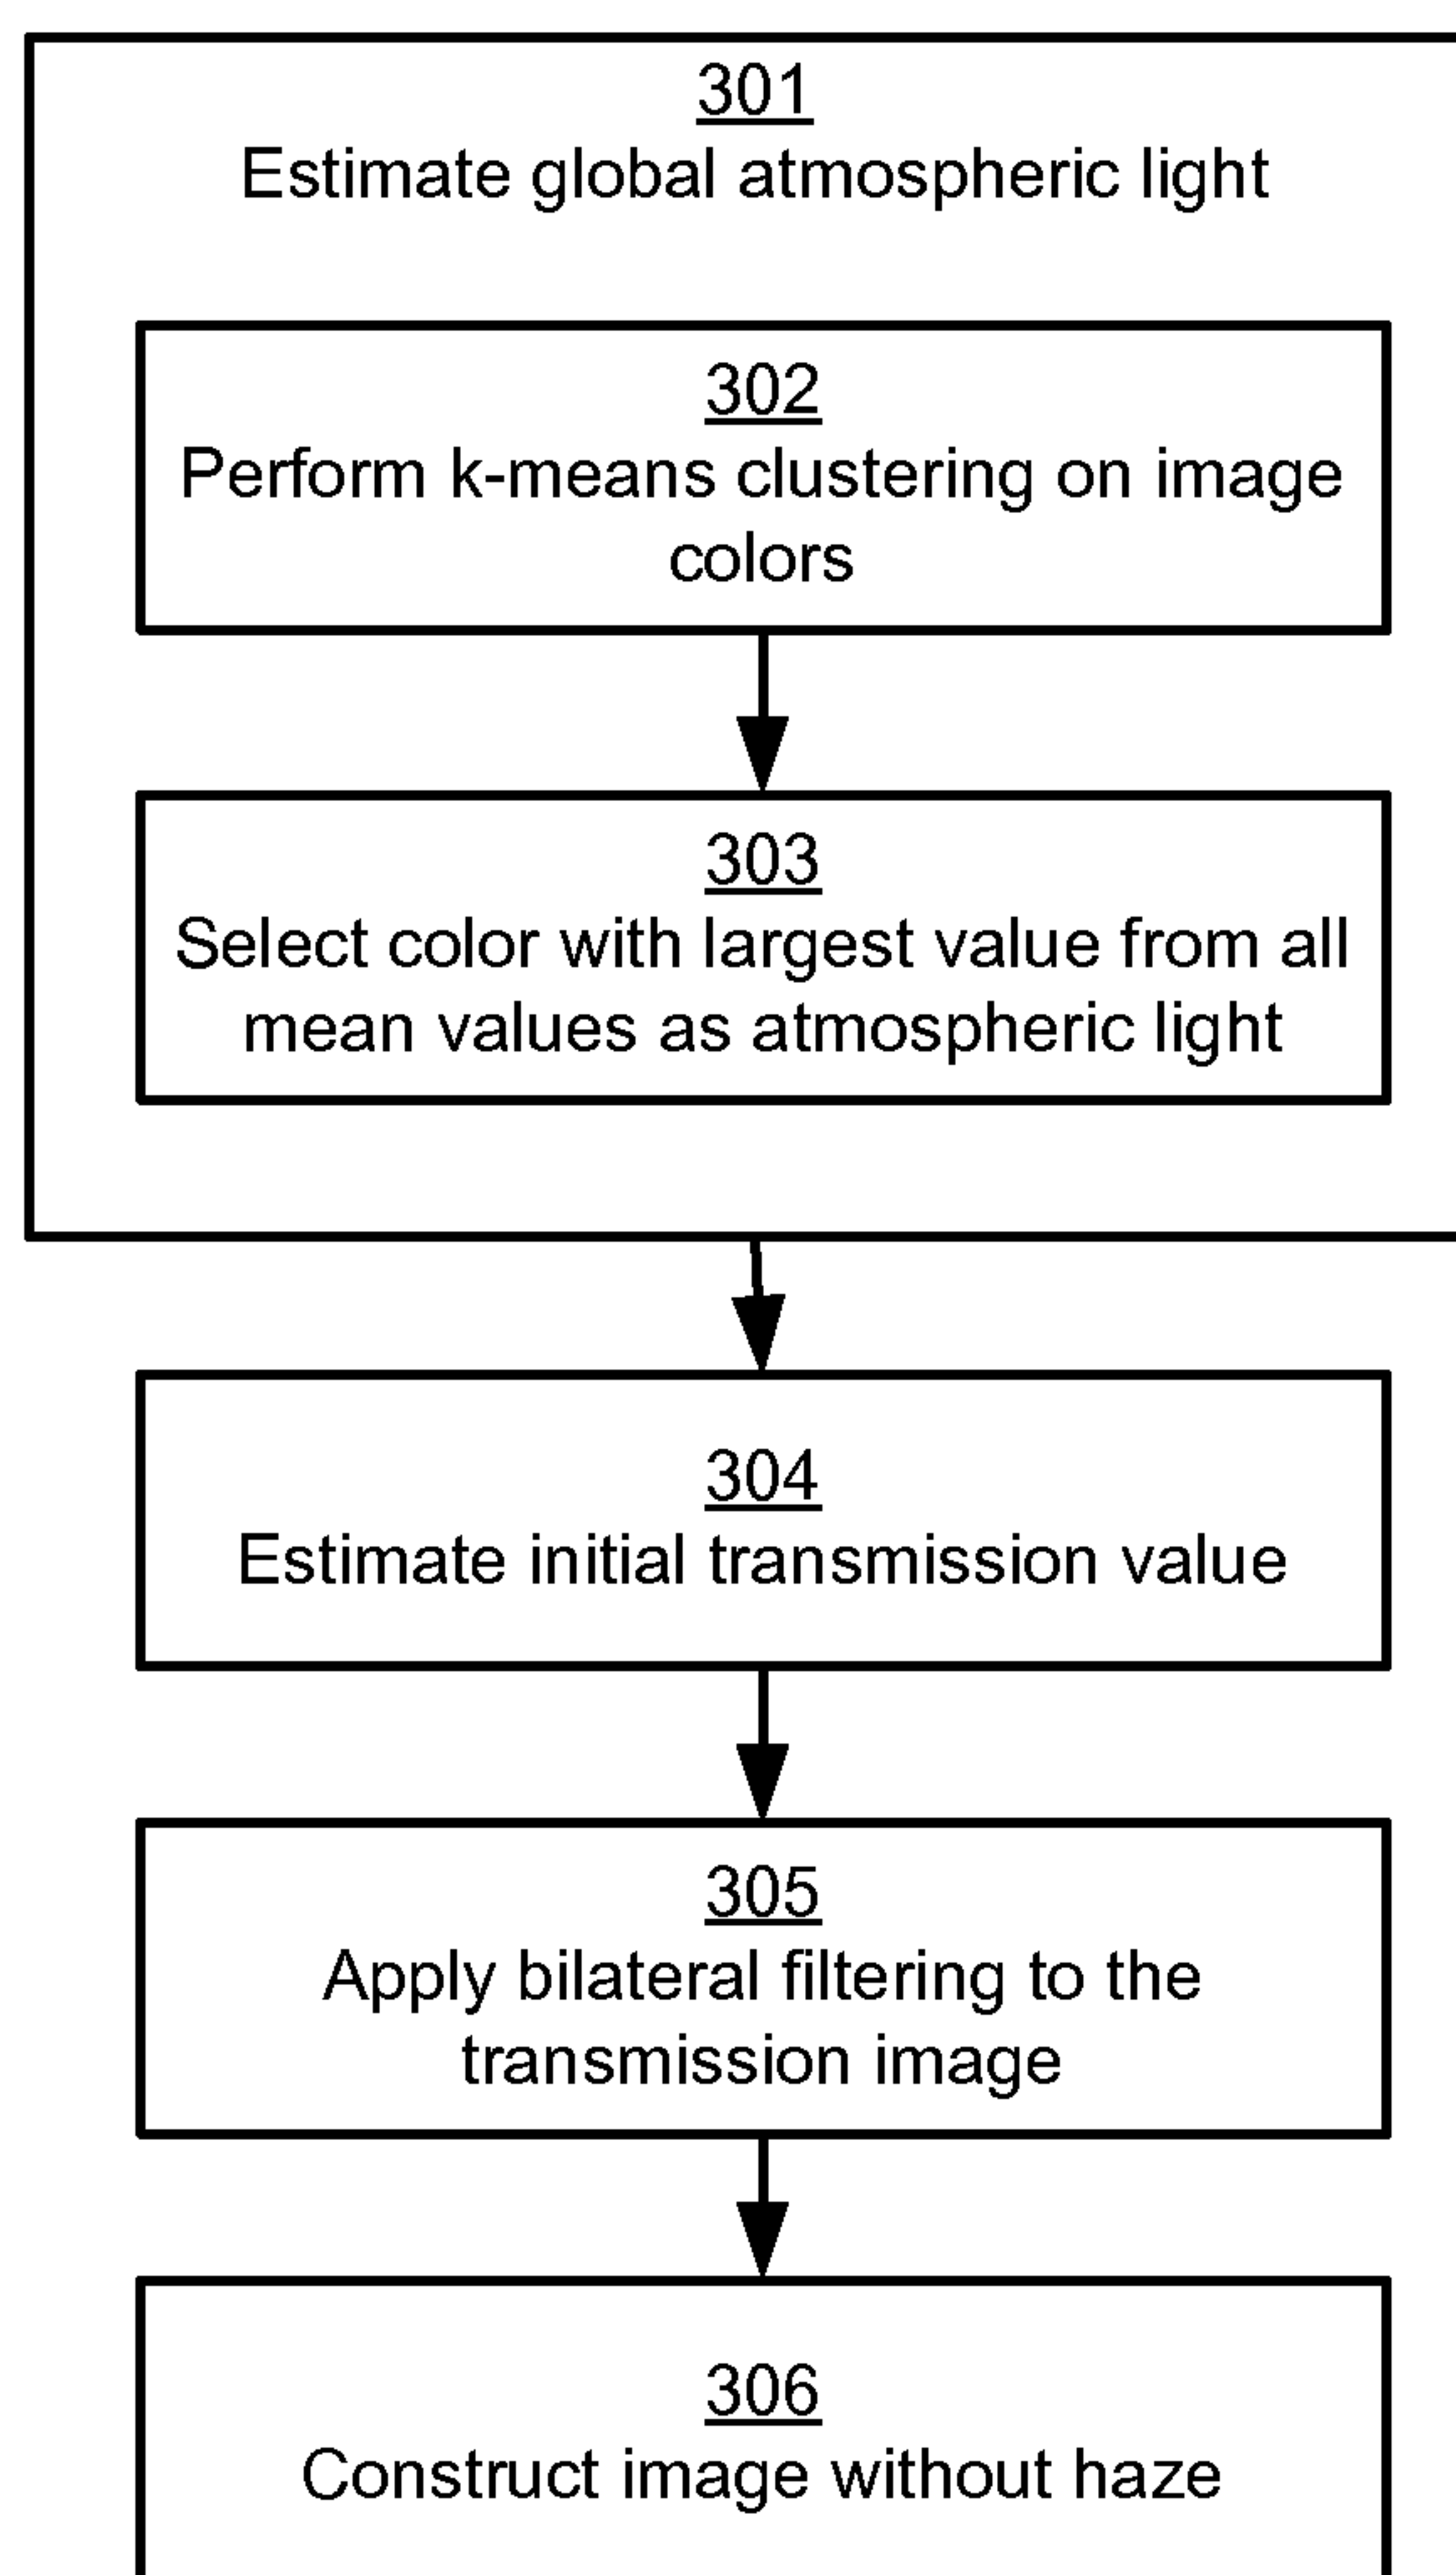 301
Estimate global atmospheric light
302
Perform k-means clustering on image
colors
303
Select color with largest value from all
mean values as atmospheric light
304
Estimate initial transmission value
305
Apply bilateral filtering to the
transmission image
306
Construct image without haze